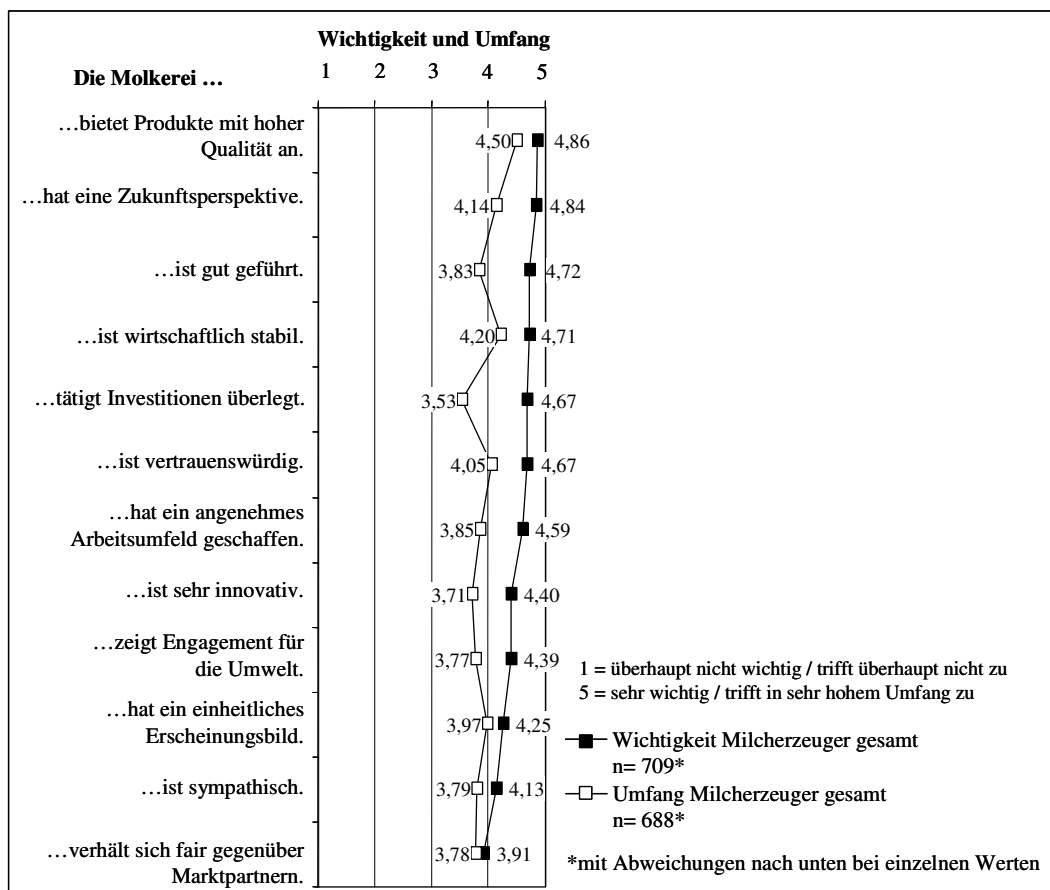 Wichtigkeit und Umfang
Die Molkerei …
1 2 3 4 5
…bietet Produkte mit hoher
Qualität an.
4,50 4,86
…hat eine Zukunftsperspektive.
4,14 4,84
…ist gut geführt.
3,83 4,72
…ist wirtschaftlich stabil.
4,20 4,71
…tätigt Investitionen überlegt.
3,53 4,67
…ist vertrauenswürdig.
4,05 4,67
…hat ein angenehmes
Arbeitsumfeld geschaffen.
3,85 4,59
…ist sehr innovativ.
3,71 4,40
…zeigt Engagement für
die Umwelt.
3,77 4,39
…hat ein einheitliches
Erscheinungsbild.
3,97 4,25
…ist sympathisch.
3,79 4,13
…verhält sich fair gegenüber
Marktpartnern.
3,78 3,91
1 = überhaupt nicht wichtig / trifft überhaupt nicht zu
5 = sehr wichtig / trifft in sehr hohem Umfang zu
Wichtigkeit Milcherzeuger gesamt
n= 709*
Umfang Milcherzeuger gesamt
n= 688*
*mit Abweichungen nach unten bei einzelnen Werten